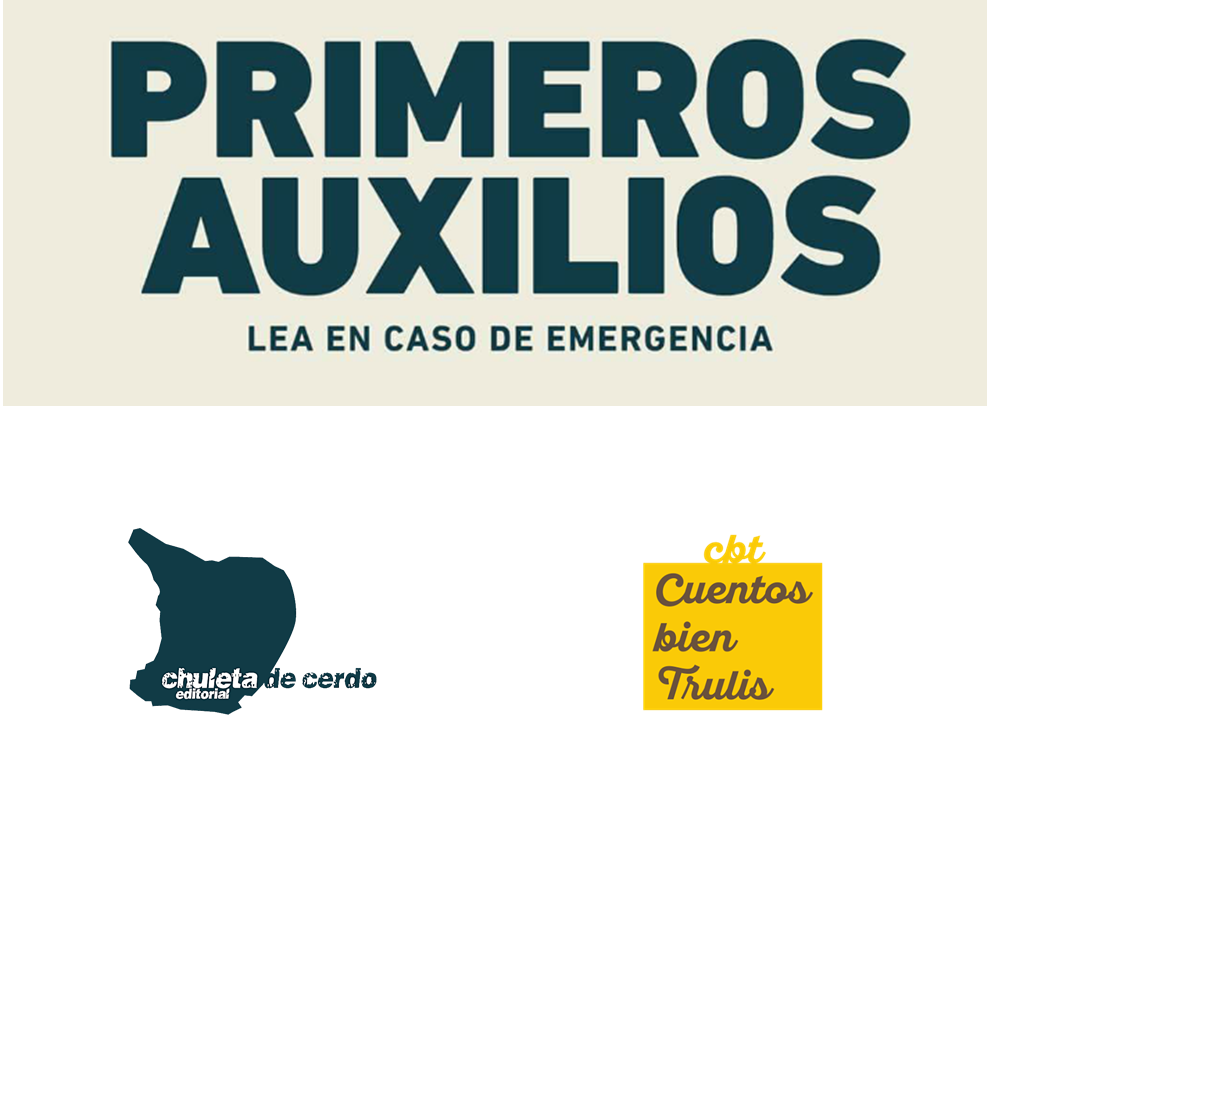 PRIMEROS
AUXILIOS
LEA EN CASO DE EMERGENCIA
chuleta de cerdo
editorial
cbt
Cuentos
bien
Trulis